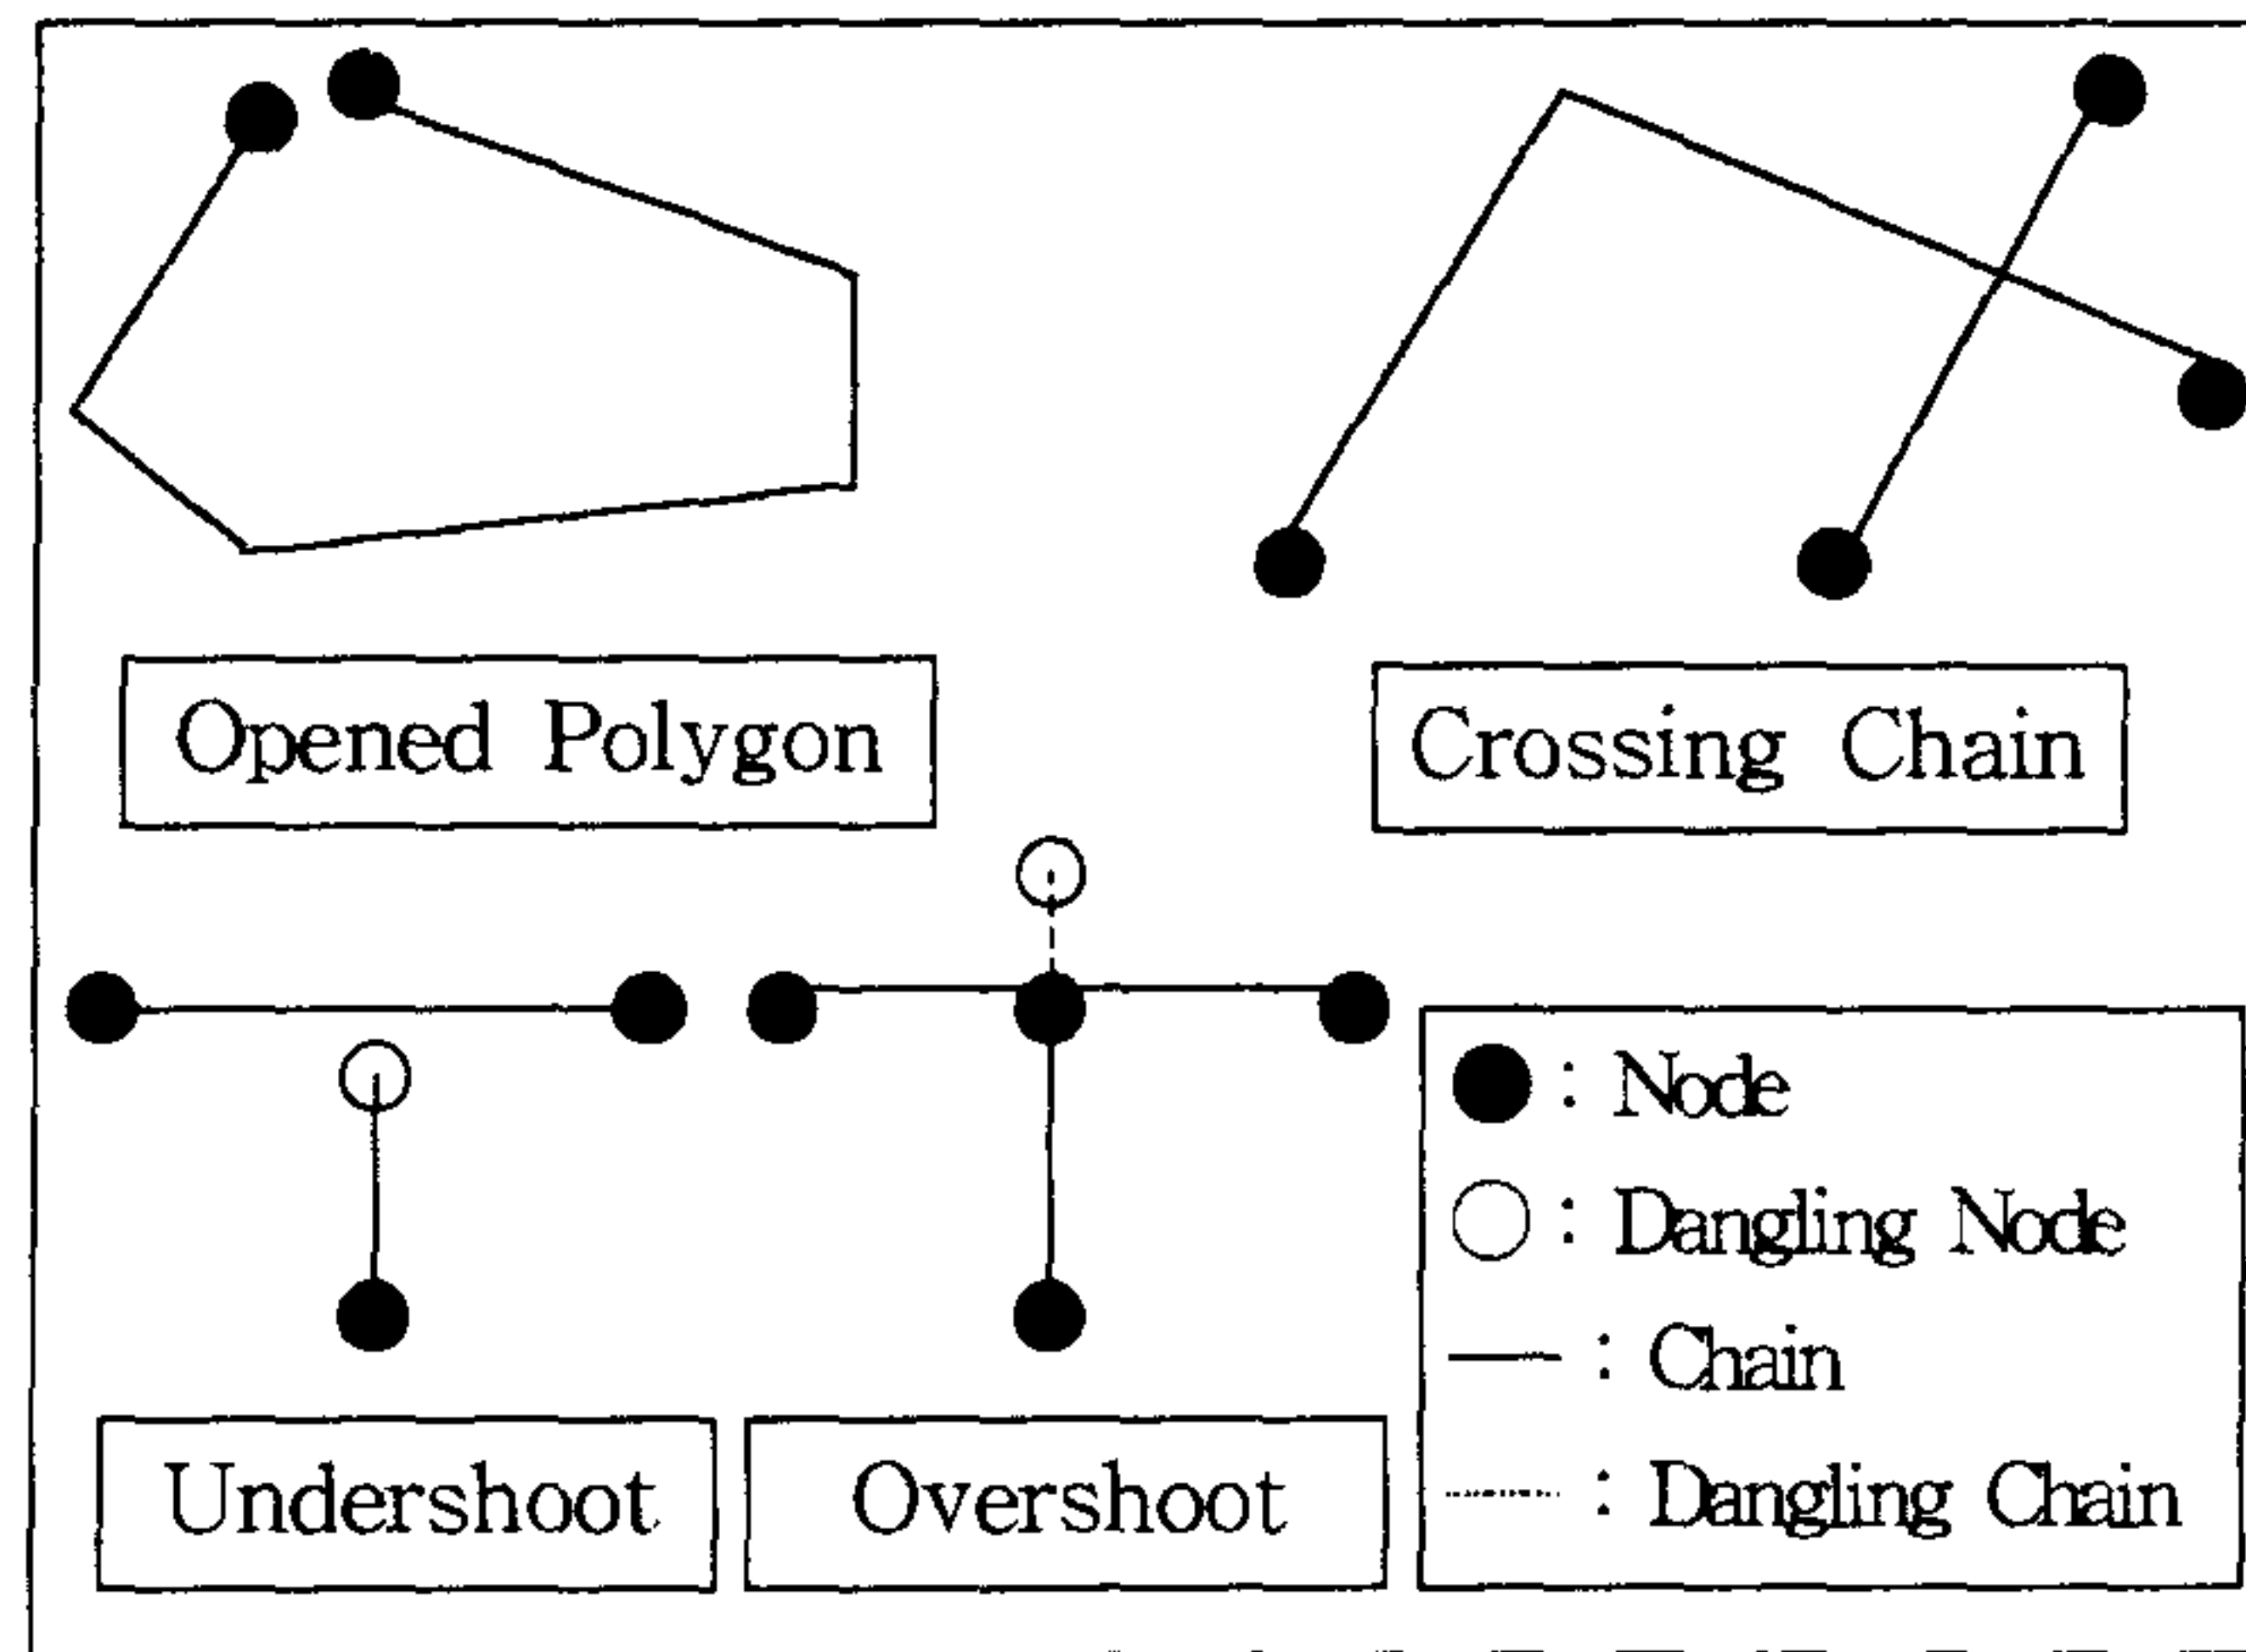 Opened Polygon
Crossing Chain
: Node
: Dangling Node
: Chain
: Dangling Chain
Undershoot
Overshoot